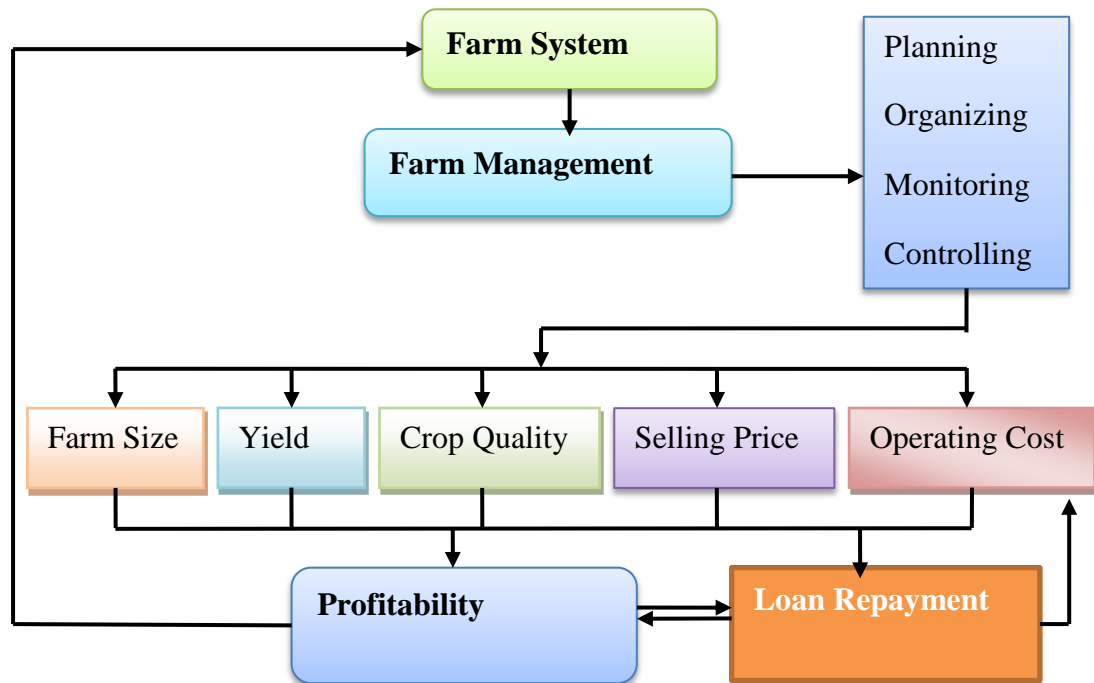 Farm System
Planning
Organizing
Farm Management
Monitoring
Controlling
Farm Size
Yield
Crop Quality
Selling Price
Operating Cost
Profitability
Loan Repayment